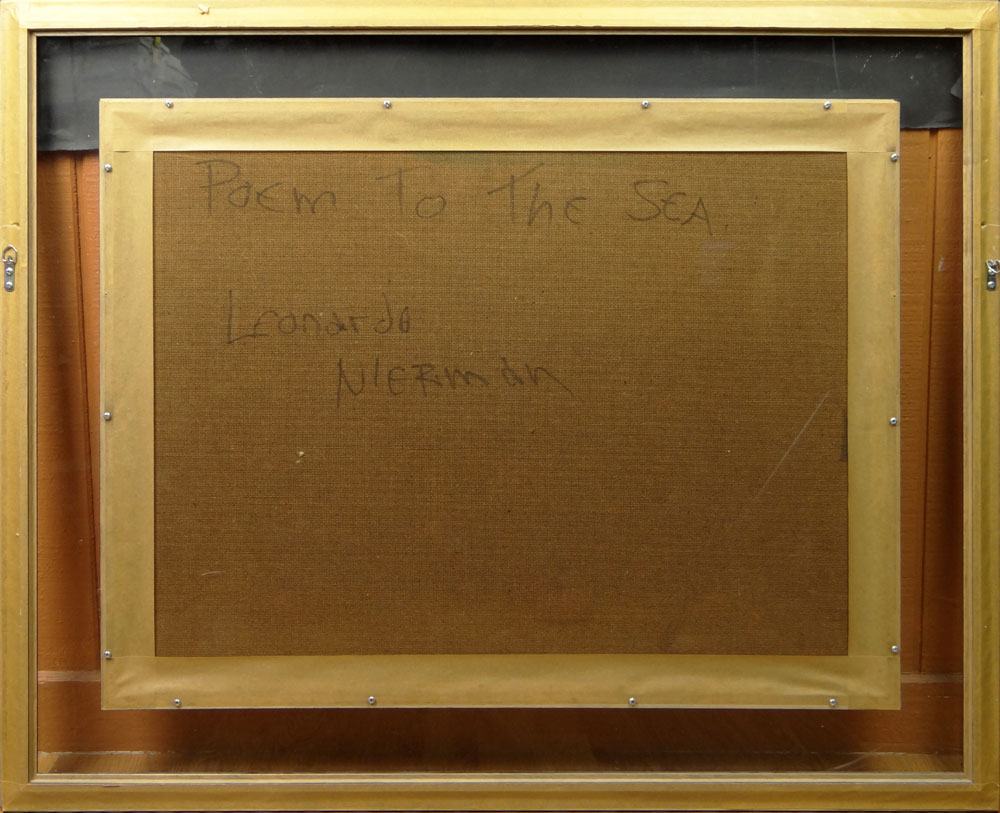 Poem To The SEA
Leonardo
NIERMAN